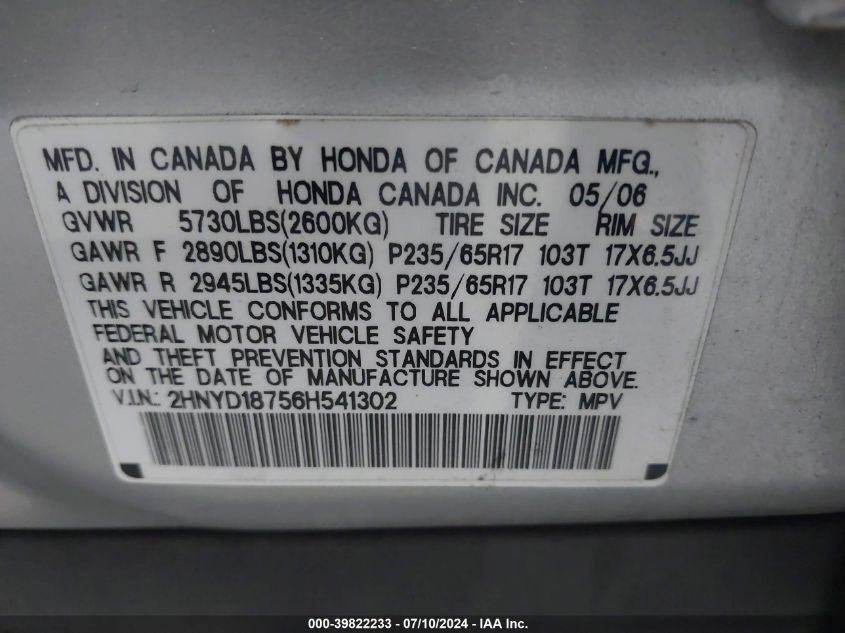 MFD. IN CANADA BY HONDA OF CANADA MFG.,
A DIVISION OF HONDA CANADA INC. 05/06
GVWR 5730LBS(2600KG) TIRE SIZE RIM SIZE
GAWR F 2890LBS(1310KG) P235/65R17 103T 17X6.5JJ
GAWR R 2945LBS(1335KG) P235/65R17 103T 17X6.5JJ
THIS VEHICLE CONFORMS TO ALL APPLICABLE
FEDERAL MOTOR VEHICLE SAFETY
AND THEFT PREVENTION STANDARDS IN EFFECT
ON THE DATE OF MANUFACTURE SHOWN ABOVE.
V.I.N.: 2HNYD18756H541302 TYPE: MPV
000-39822233 - 07/10/2024 - IAA Inc.